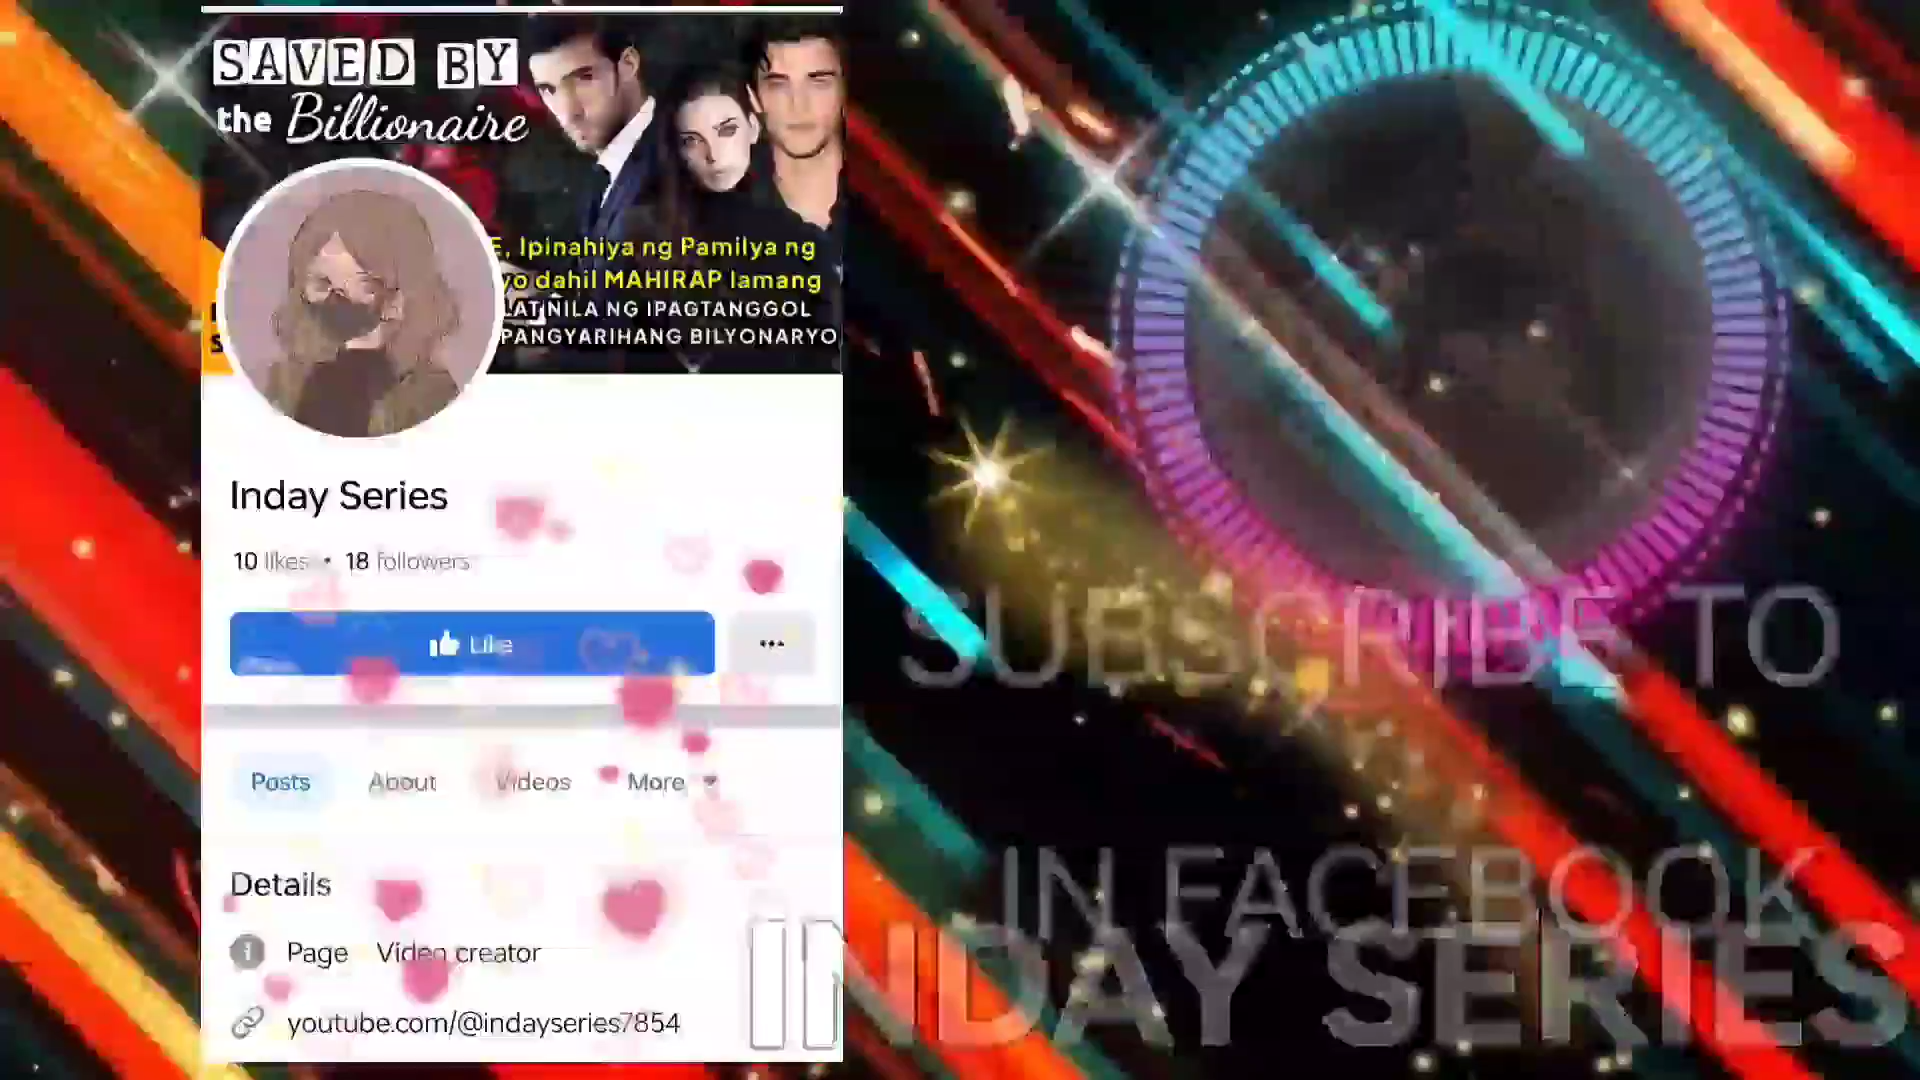 SAVED BY
the Billionaire
E, Ipinahiya ng Pamilya ng
yo dahil MAHIRAP lamang
LAT NILA NG IPAGTANGGOL
PANGYARIHANG BILYONARYO
Inday Series
10 likes • 18 followers
Like
Posts About Videos More
Details
Page Video creator
youtube.com/@indayseries7854
SUBSCRIBE TO
IN FACEBOOK
INDAY SERIES